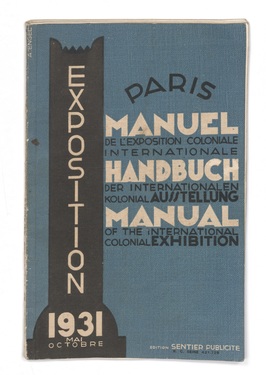 A. ENGEL
EXPOSITION
PARIS
MANUEL
DE L'EXPOSITION COLONIALE
INTERNATIONALE
HANDBUCH
DER INTERNATIONALEN
KOLONIAL AUSSTELLUNG
MANUAL
OF THE INTERNATIONAL
COLONIAL EXHIBITION
1931
MAI
OCTOBRE
EDITION SENTIER PUBLICITE